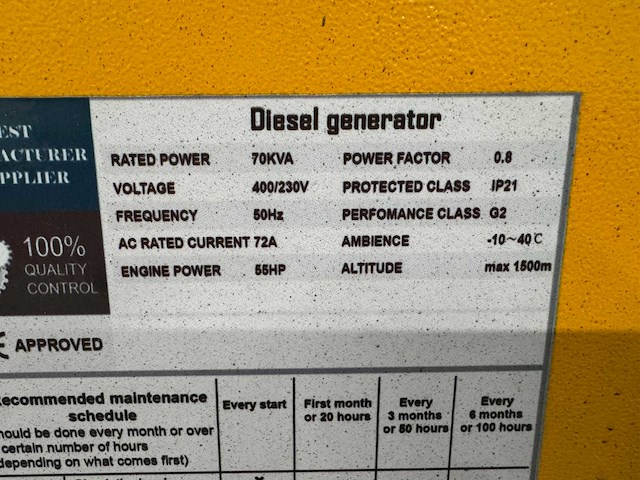 Diesel generator
ACTURER
RATED POWER 70KVA POWER FACTOR 0.8
VOLTAGE 400/230V PROTECTED CLASS IP21
FREQUENCY 50Hz PERFOMANCE CLASS G2
AC RATED CURRENT 72A AMBIENCE -10~40℃
ENGINE POWER 55HP ALTITUDE max 1500m
100%
QUALITY
CONTROL
APPROVED
ecommended maintenance
schedule
hould be done every month or over
certain number of hours
depending on what comes first)
Every start
First month
or 20 hours
Every
3 months
or 50 hours
Every
6 months
or 100 hours